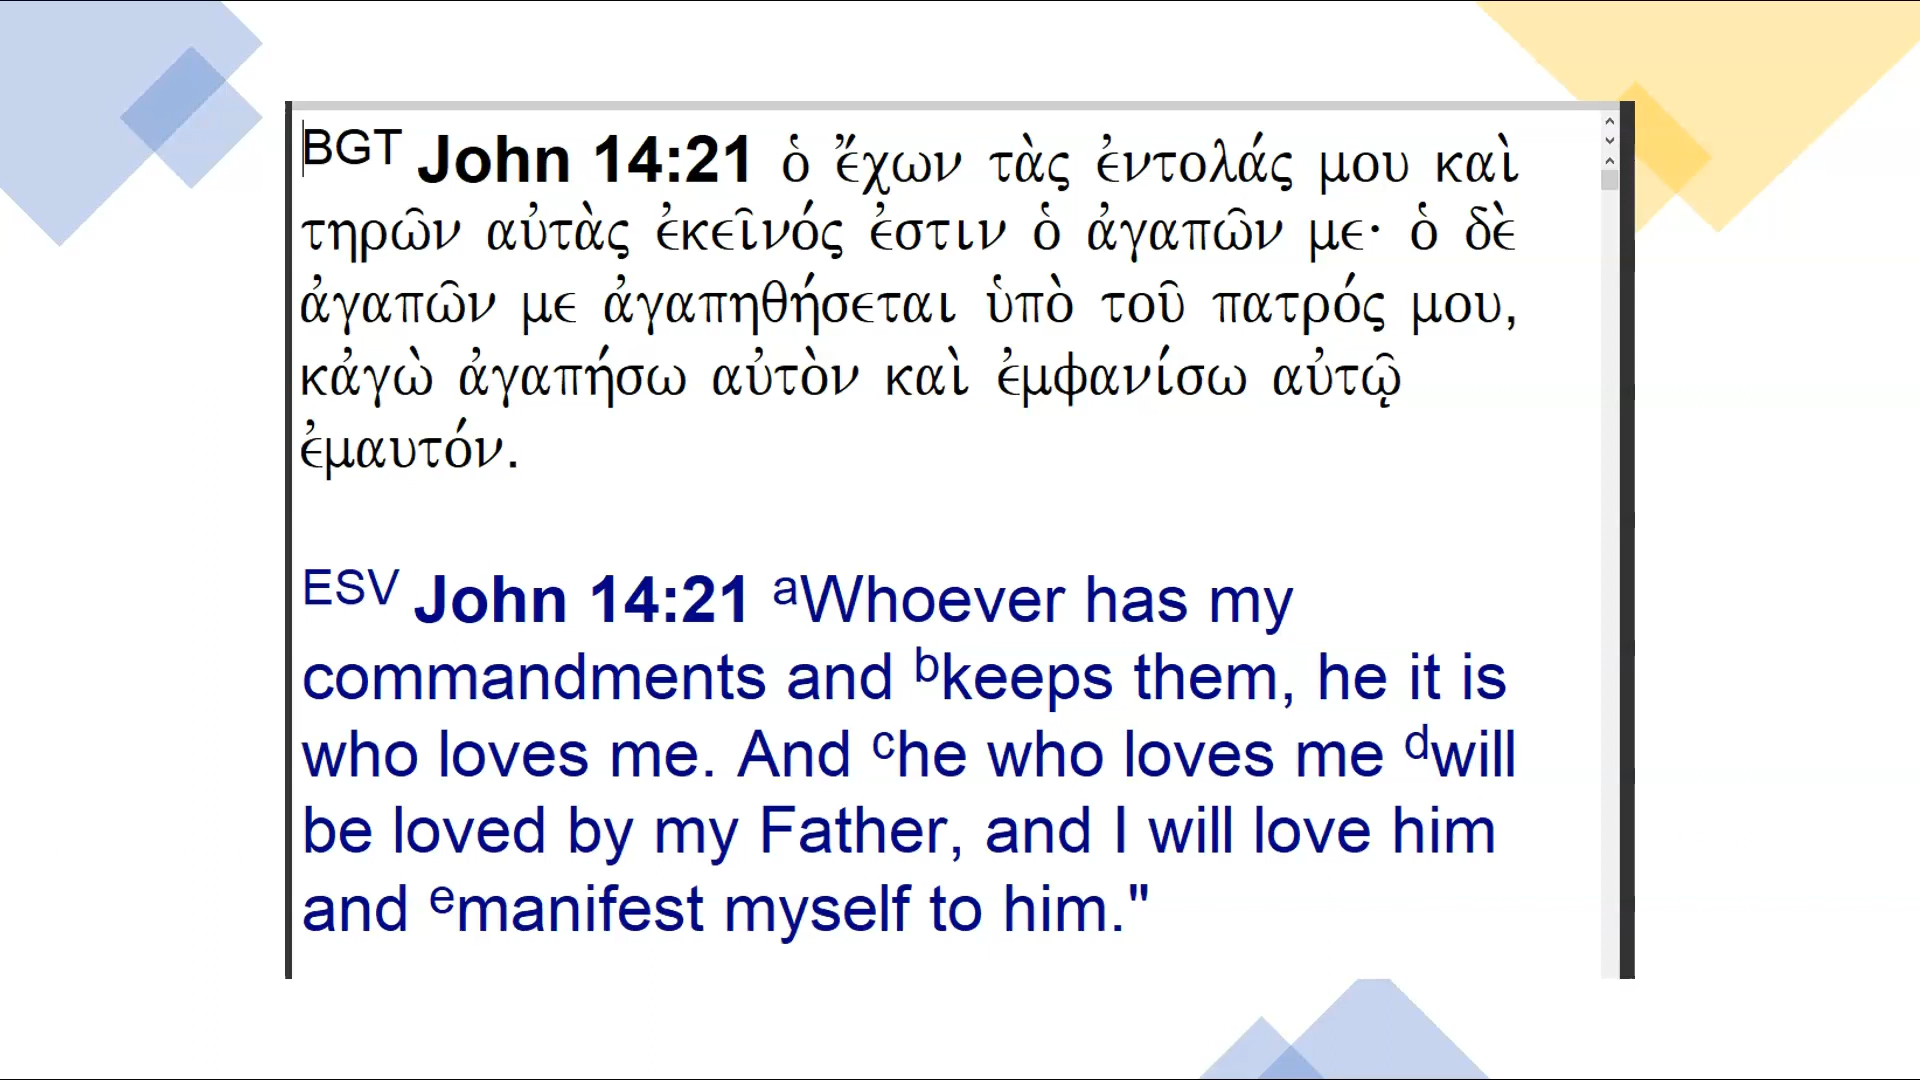 BGT John 14:21 ὁ ἔχων τὰς ἐντολάς μου καὶ
τηρῶν αὐτὰς ἐκεῖνός ἐστιν ὁ ἀγαπῶν με· ὁ δὲ
ἀγαπῶν με ἀγαπηθήσεται ὑπὸ τοῦ πατρός μου,
κἀγὼ ἀγαπήσω αὐτὸν καὶ ἐμφανίσω αὐτῷ
ἐμαυτόν.
ESV John 14:21 aWhoever has my
commandments and bkeeps them, he it is
who loves me. And che who loves me dwill
be loved by my Father, and I will love him
and emanifest myself to him."